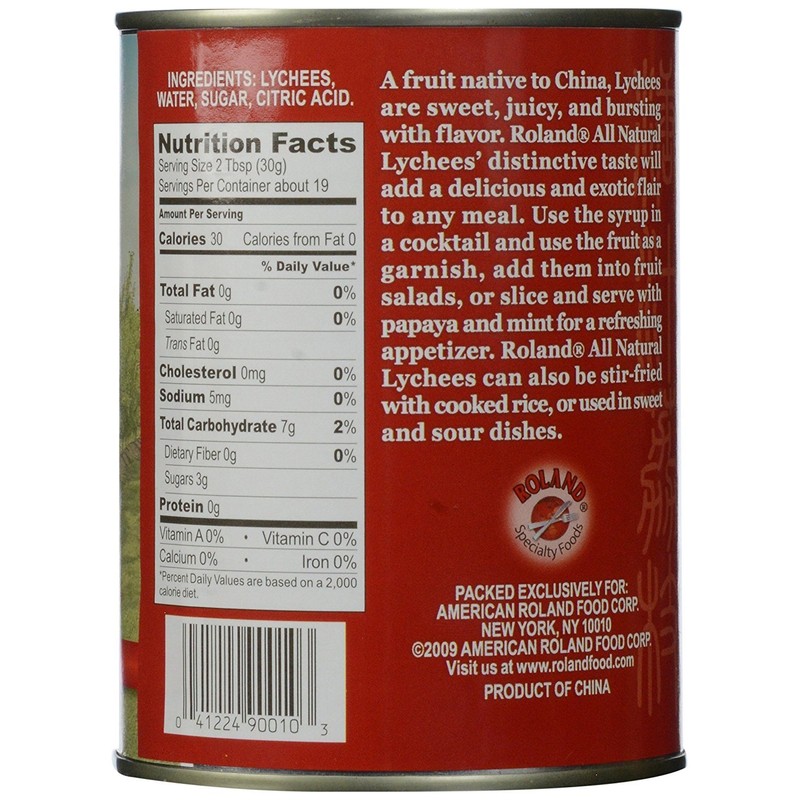 INGREDIENTS: LYCHEES,
WATER, SUGAR, CITRIC ACID.
Nutrition Facts
Serving Size 2 Tbsp (30g)
Servings Per Container about 19
Amount Per Serving
Calories 30 Calories from Fat 0
% Daily Value*
Total Fat 0g 0%
Saturated Fat 0g 0%
Trans Fat 0g
Cholesterol 0mg 0%
Sodium 5mg 0%
Total Carbohydrate 7g 2%
Dietary Fiber 0g 0%
Sugars 3g
Protein 0g
Vitamin A 0% • Vitamin C 0%
Calcium 0% • Iron 0%
*Percent Daily Values are based on a 2,000
calorie diet.
0 41224 90010 3
A fruit native to China, Lychees
are sweet, juicy, and bursting
with flavor. Roland® All Natural
Lychees' distinctive taste will
add a delicious and exotic flair
to any meal. Use the syrup in
a cocktail and use the fruit as a
garnish, add them into fruit
salads, or slice and serve with
papaya and mint for a refreshing
appetizer. Roland® All Natural
Lychees can also be stir-fried
with cooked rice, or used in sweet
and sour dishes.
ROLAND®
Specialty Foods
PACKED EXCLUSIVELY FOR:
AMERICAN ROLAND FOOD CORP.
NEW YORK, NY 10010
©2009 AMERICAN ROLAND FOOD CORP.
Visit us at www.rolandfood.com
PRODUCT OF CHINA